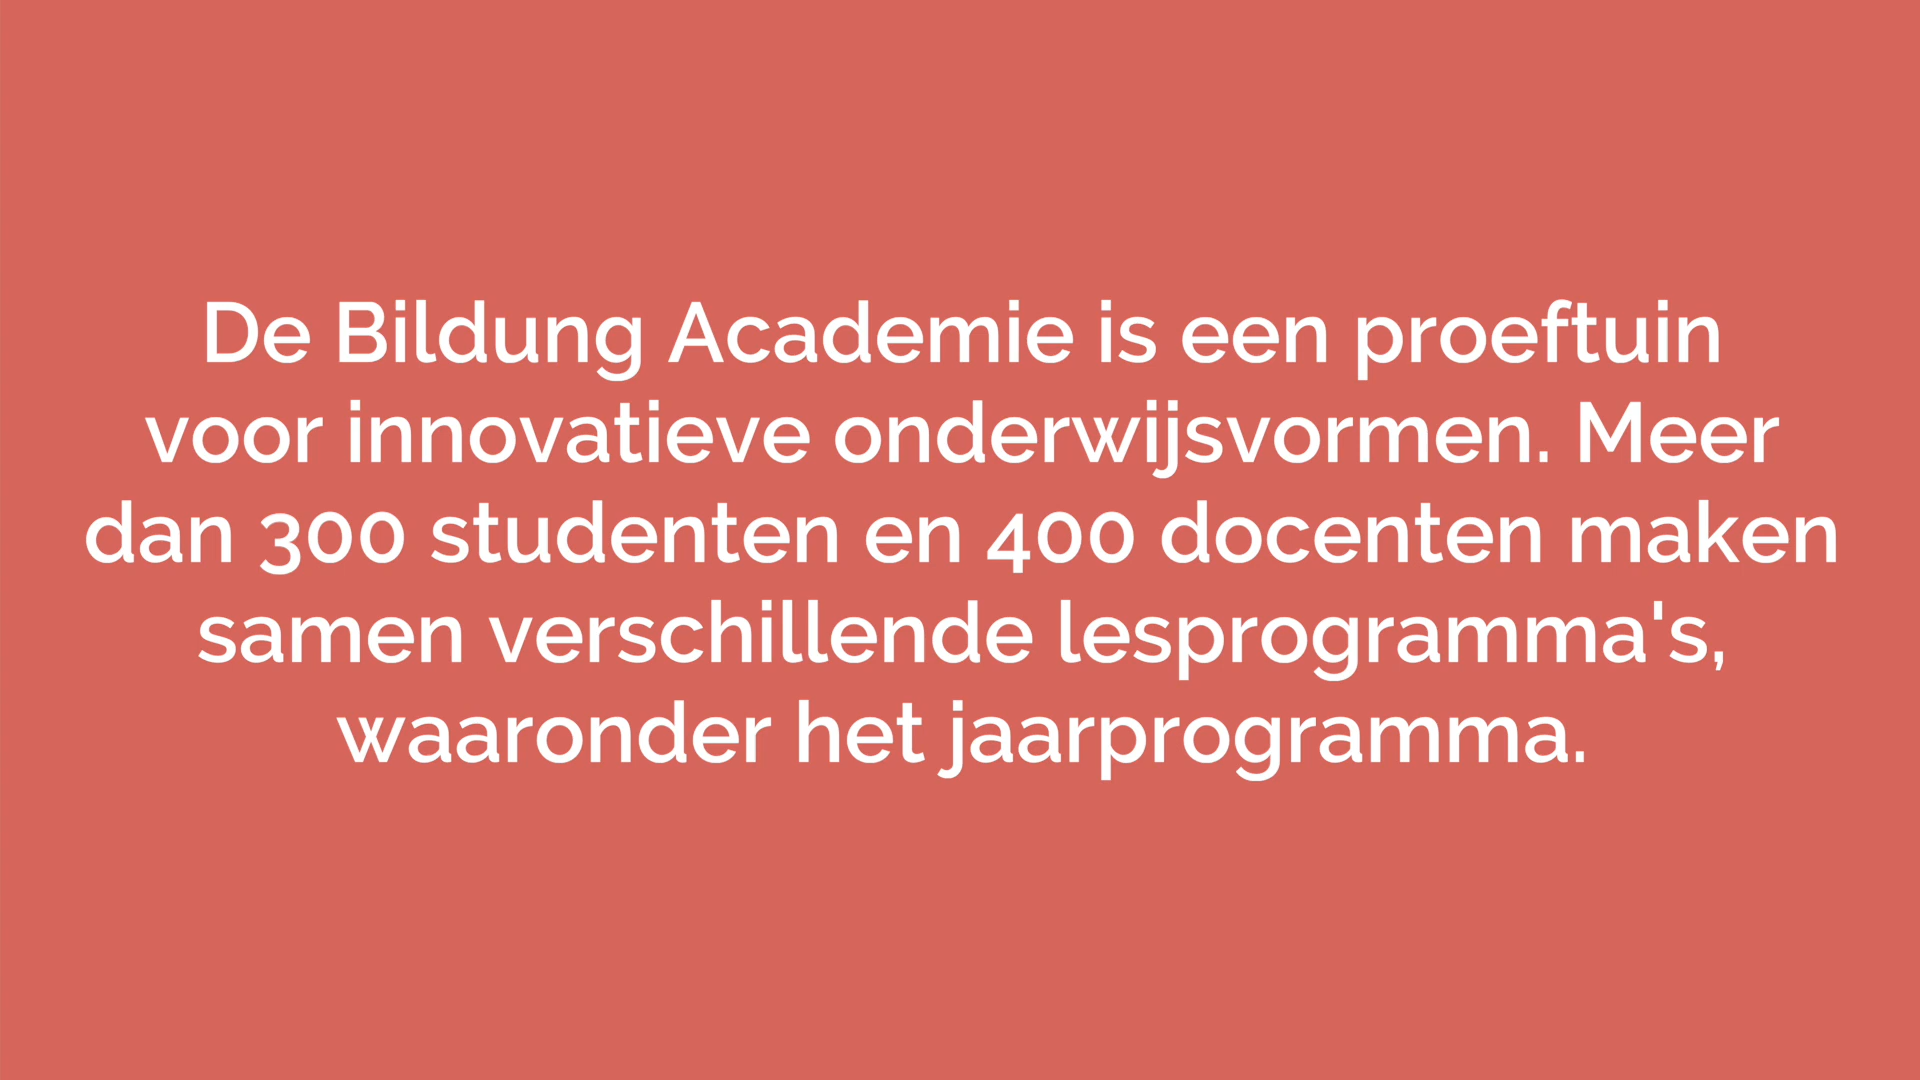 De Bildung Academie is een proeftuin
voor innovatieve onderwijsvormen. Meer
dan 300 studenten en 400 docenten maken
samen verschillende lesprogramma's,
waaronder het jaarprogramma.